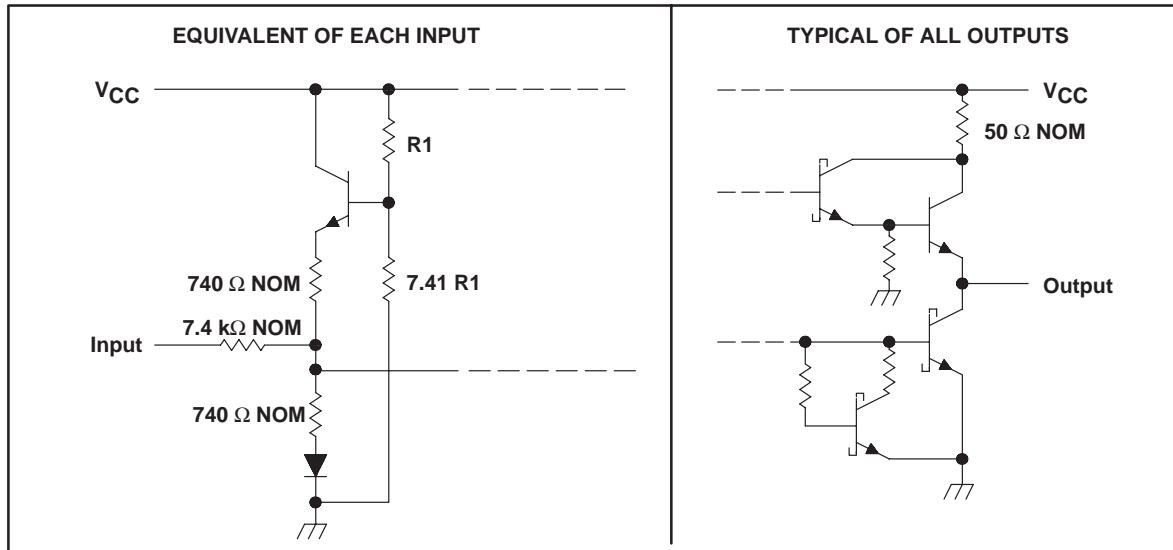 EQUIVALENT OF EACH INPUT
VCC
R1
740 Ω NOM
7.41 R1
7.4 kΩ NOM
Input
740 Ω NOM
TYPICAL OF ALL OUTPUTS
VCC
50 Ω NOM
Output